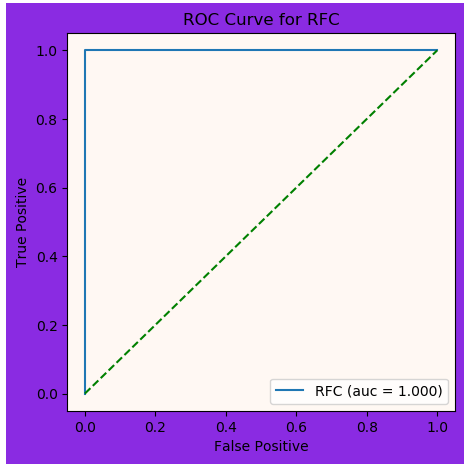 ROC Curve for RFC
1.0
0.8
0.6
0.4
0.2
0.0
True Positive
RFC (auc = 1.000)
0.0 0.2 0.4 0.6 0.8 1.0
False Positive